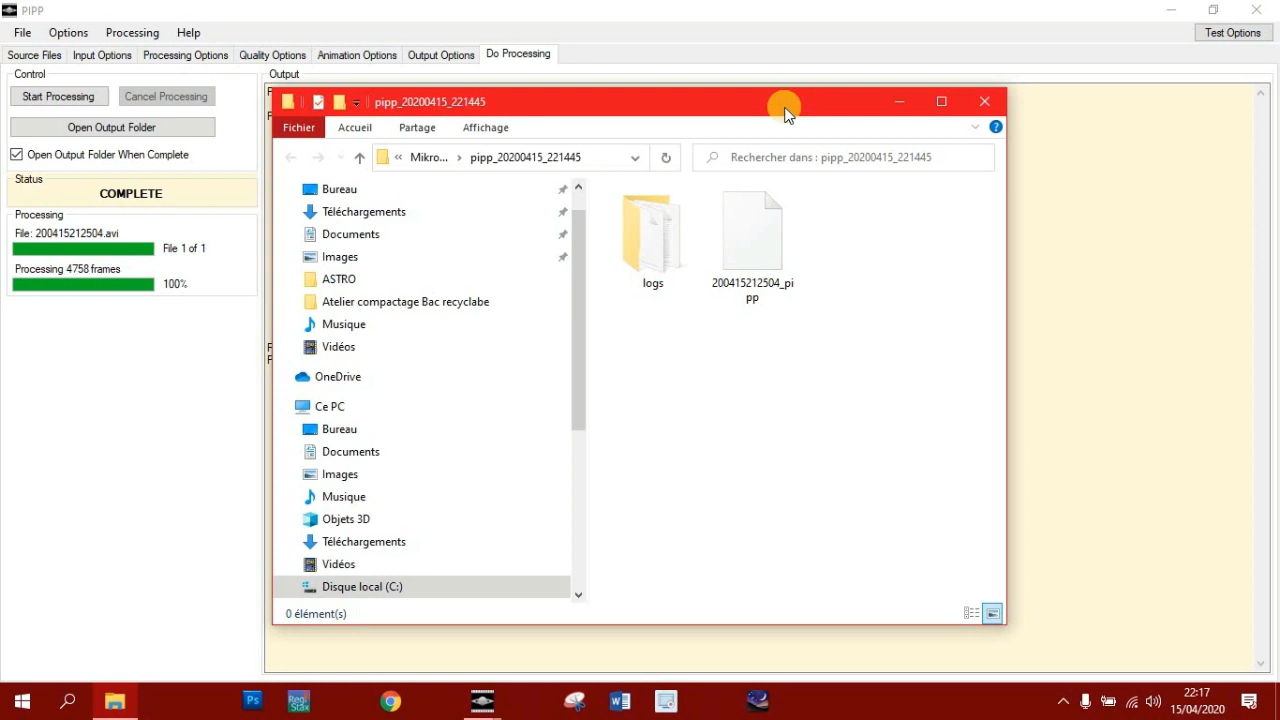 PIPP
File Options Processing Help
Test Options
Source Files Input Options Processing Options Quality Options Animation Options Output Options Do Processing
Control
Start Processing Cancel Processing
Open Output Folder
Open Output Folder When Complete
Status
COMPLETE
Processing
File: 200415212504.avi
File 1 of 1
Processing 4758 frames
100%
Output
pipp_20200415_221445
Fichier Accueil Partage Affichage
« Mikro... › pipp_20200415_221445
Rechercher dans : pipp_20200415_221445
Bureau
Téléchargements
Documents
Images
ASTRO
Atelier compactage Bac recyclabe
Musique
Vidéos
OneDrive
Ce PC
Bureau
Documents
Images
Musique
Objets 3D
Téléchargements
Vidéos
Disque local (C:)
logs
200415212504_pi
pp
0 élément(s)
Ps
Regi
Stax
22:17
15/04/2020